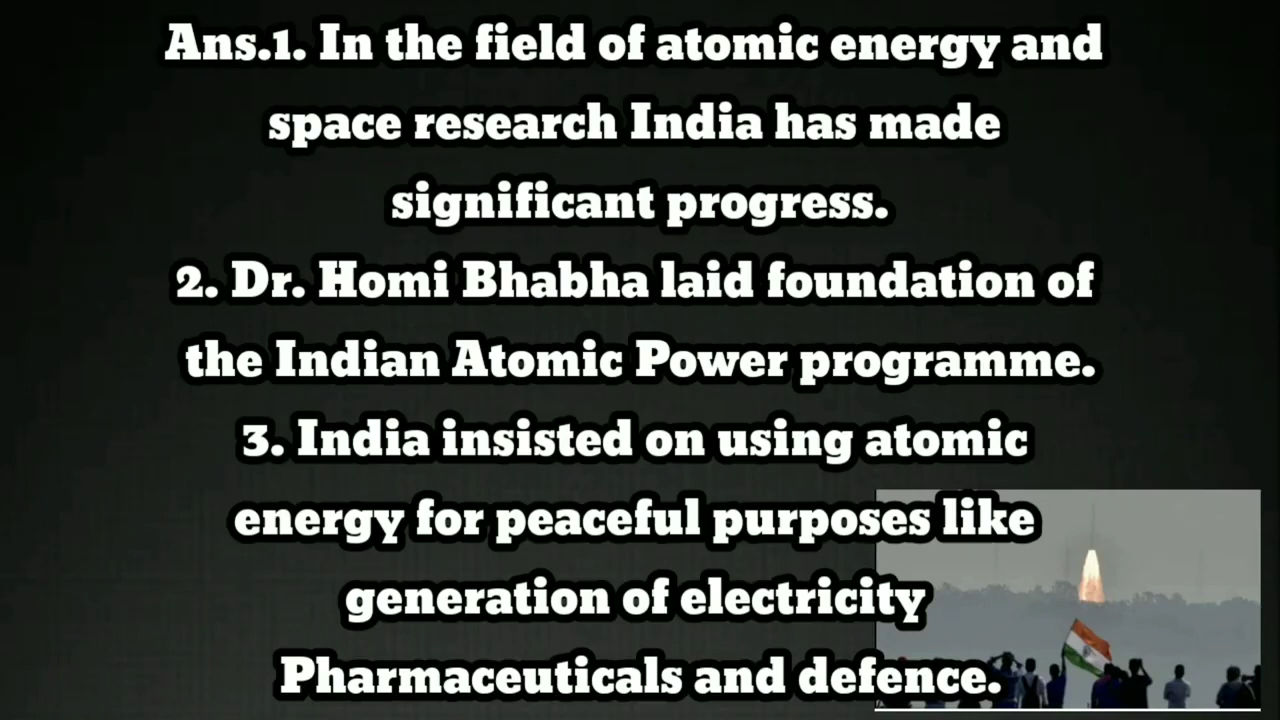 Ans.1. In the field of atomic energy and
space research India has made
significant progress.
2. Dr. Homi Bhabha laid foundation of
the Indian Atomic Power programme.
3. India insisted on using atomic
energy for peaceful purposes like
generation of electricity
Pharmaceuticals and defence.